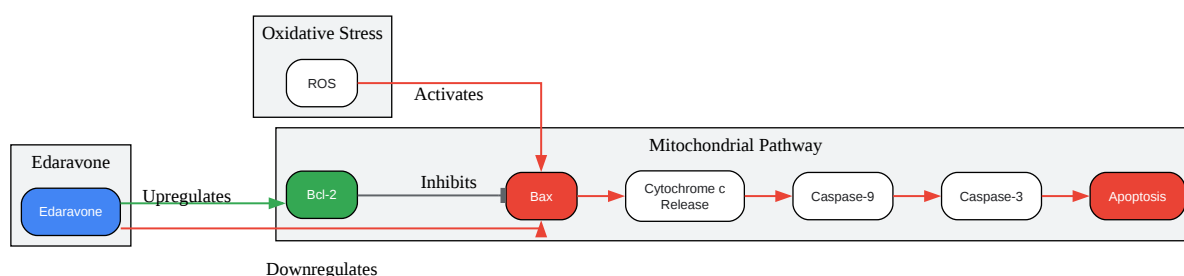 Oxidative Stress
ROS
Activates
Mitochondrial Pathway
Edaravone
Edaravone
Upregulates
Bcl-2
Inhibits
Bax
Cytochrome c
Release
Caspase-9
Caspase-3
Apoptosis
Downregulates